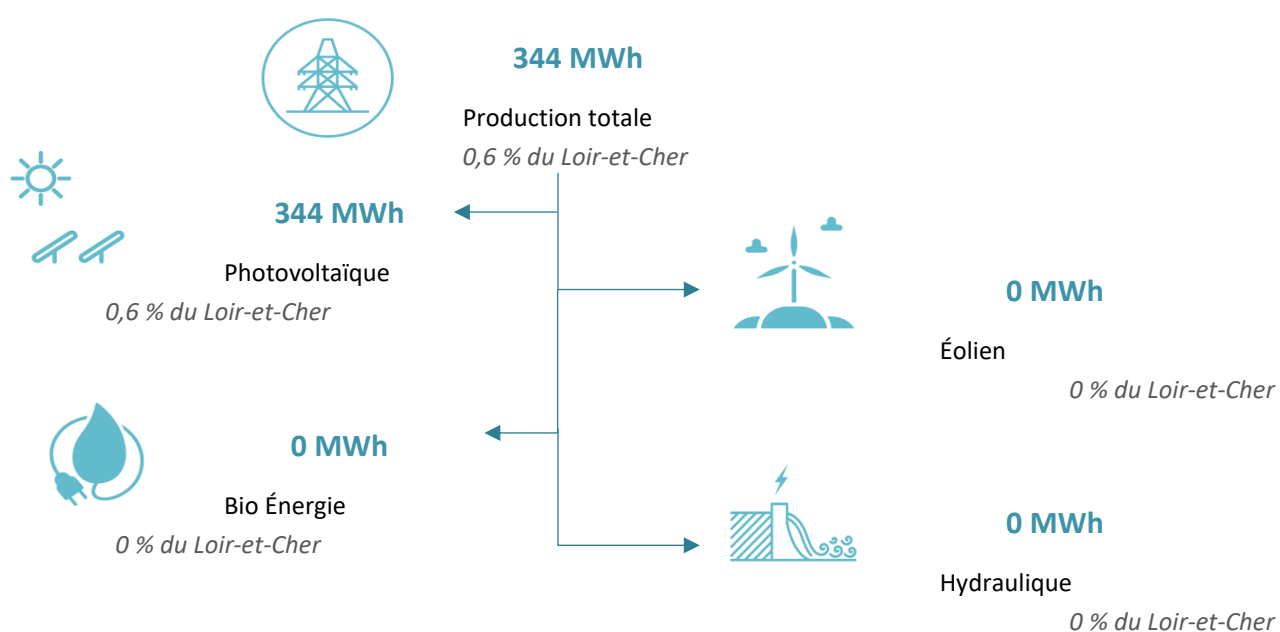 344 MWh
Production totale
0,6 % du Loir-et-Cher
344 MWh
Photovoltaïque
0,6 % du Loir-et-Cher
0 MWh
Éolien
0 % du Loir-et-Cher
0 MWh
Bio Énergie
0 % du Loir-et-Cher
0 MWh
Hydraulique
0 % du Loir-et-Cher